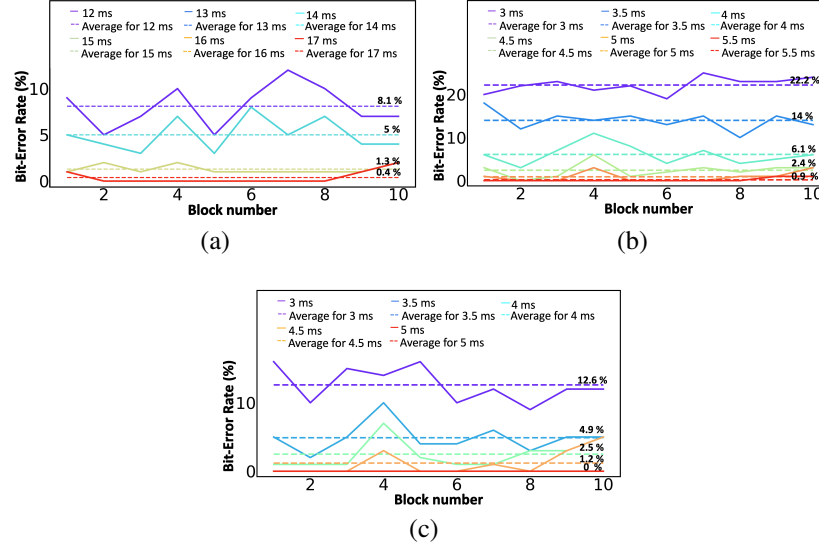 12 ms 13 ms 14 ms
Average for 12 ms Average for 13 ms Average for 14 ms
15 ms 16 ms 17 ms
Average for 15 ms Average for 16 ms Average for 17 ms
Bit-Error Rate (%)
10
5
0
8.1 %
5 %
1.3 %
0.4 %
2 4 6 8 10
Block number
(a)
3 ms 3.5 ms 4 ms
Average for 3 ms Average for 3.5 ms Average for 4 ms
4.5 ms 5 ms 5.5 ms
Average for 4.5 ms Average for 5 ms Average for 5.5 ms
Bit-Error Rate (%)
20
10
0
22.2 %
14 %
6.1 %
2.4 %
0.9 %
2 4 6 8 10
Block number
(b)
3 ms 3.5 ms 4 ms
Average for 3 ms Average for 3.5 ms Average for 4 ms
4.5 ms 5 ms
Average for 4.5 ms Average for 5 ms
Bit-Error Rate (%)
10
0
12.6 %
4.9 %
2.5 %
1.2 %
0 %
2 4 6 8 10
Block number
(c)